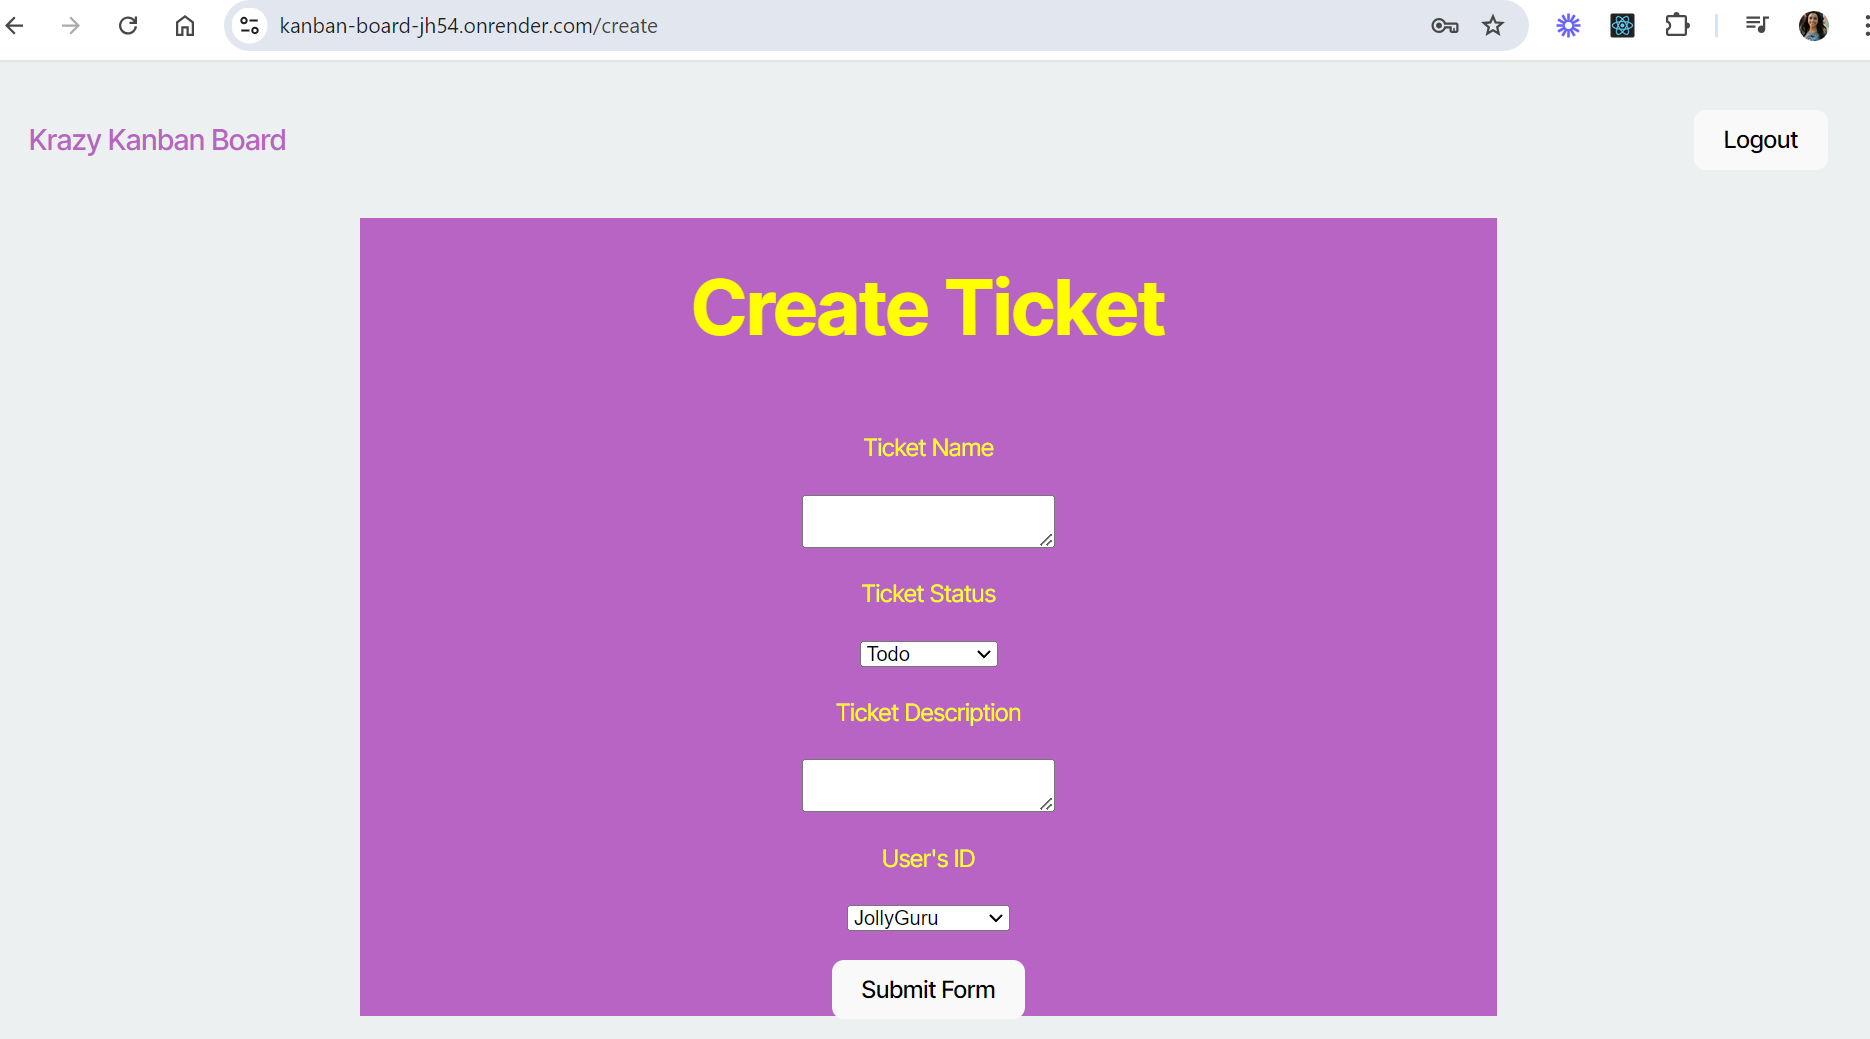 kanban-board-jh54.onrender.com/create
Krazy Kanban Board
Logout
Create Ticket
Ticket Name
Ticket Status
Todo
Ticket Description
User's ID
JollyGuru
Submit Form